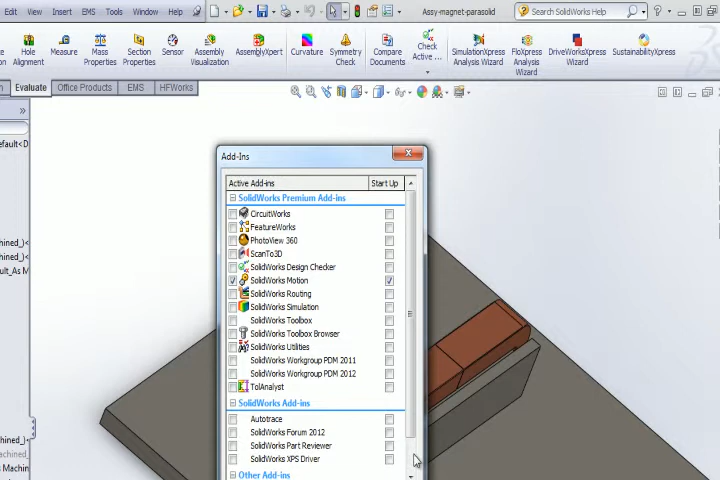 Edit View Insert EMS Tools Window Help
Assy-magnet-parasolid
Search SolidWorks Help
Hole Alignment
Measure
Mass Properties
Section Properties
Sensor
Assembly Visualization
AssemblyXpert
Curvature
Symmetry Check
Compare Documents
Check Active ...
SimulationXpress Analysis Wizard
FloXpress Analysis Wizard
DriveWorksXpress Wizard
SustainabilityXpress
Evaluate Office Products EMS HFWorks
efault<D
Add-Ins
Active Add-ins Start Up
SolidWorks Premium Add-ins
CircuitWorks
FeatureWorks
PhotoView 360
ScanTo3D
SolidWorks Design Checker
SolidWorks Motion
SolidWorks Routing
SolidWorks Simulation
SolidWorks Toolbox
SolidWorks Toolbox Browser
SolidWorks Utilities
SolidWorks Workgroup PDM 2011
SolidWorks Workgroup PDM 2012
TolAnalyst
SolidWorks Add-ins
Autotrace
SolidWorks Forum 2012
SolidWorks Part Reviewer
SolidWorks XPS Driver
Other Add-ins